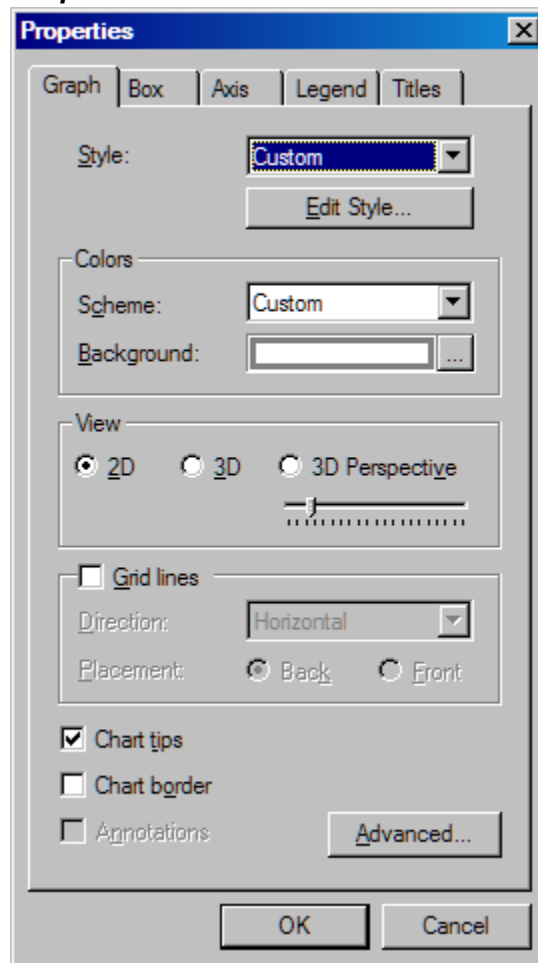 Properties
Graph Box Axis Legend Titles
Style: Custom
Edit Style...
Colors
Scheme: Custom
Background: ...
View
2D 3D 3D Perspective
Grid lines
Direction: Horizontal
Placement: Back Front
Chart tips
Chart border
Annotations Advanced...
OK Cancel